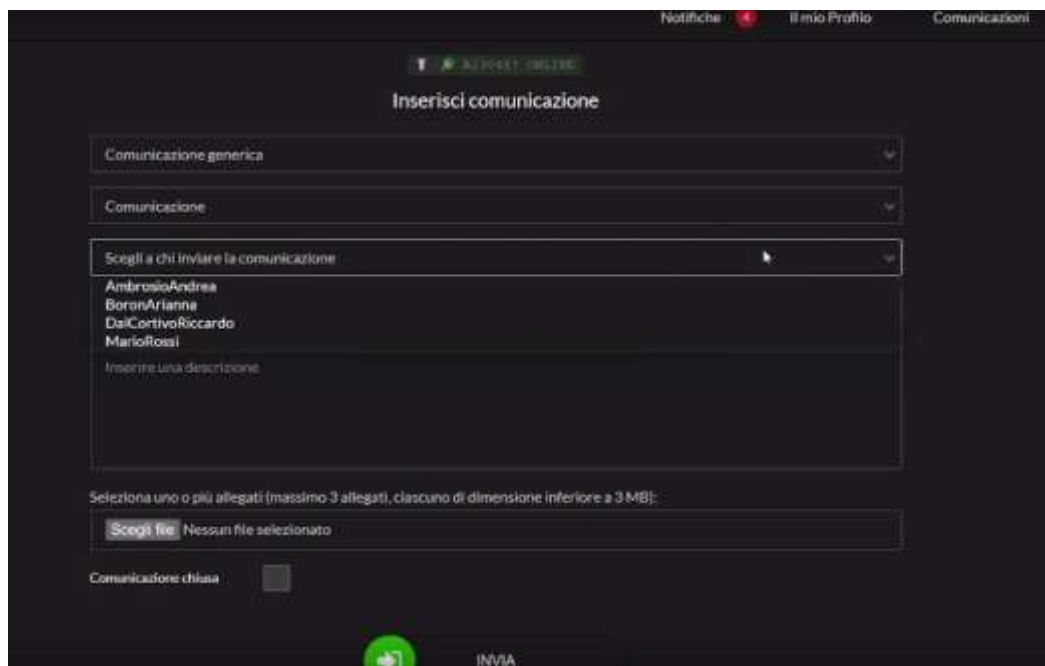 Notifiche 4 Il mio Profilo Comunicazioni
ONLINE
Inserisci comunicazione
Comunicazione generica
Comunicazione
Scegli a chi inviare la comunicazione
AmbrosioAndrea
BoronArianna
DalCortivoRiccardo
MarioRossi
Inserire una descrizione
Seleziona uno o più allegati (massimo 3 allegati, ciascuno di dimensione inferiore a 3 MB):
Scegli file Nessun file selezionato
Comunicazione chiusa
INVIA